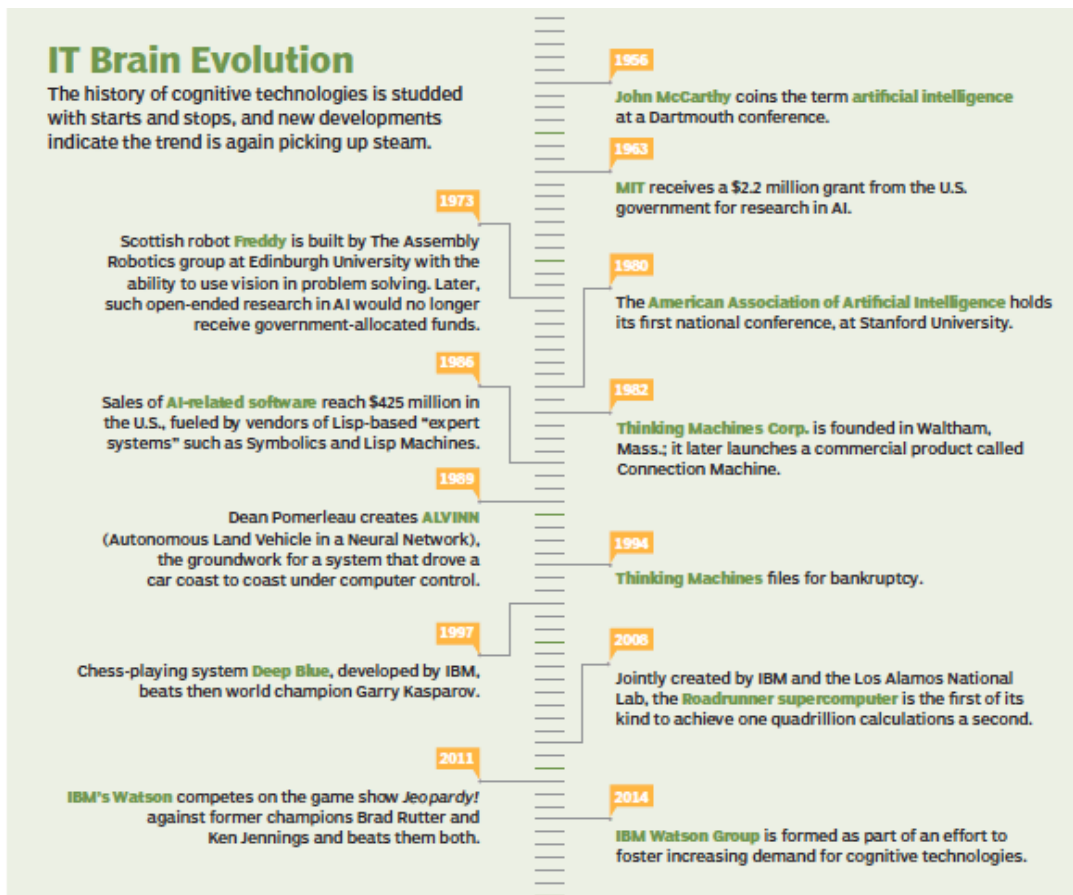 IT Brain Evolution
The history of cognitive technologies is studded
with starts and stops, and new developments
indicate the trend is again picking up steam.
1956
John McCarthy coins the term artificial intelligence
at a Dartmouth conference.
1963
MIT receives a $2.2 million grant from the U.S.
government for research in AI.
1973
Scottish robot Freddy is built by The Assembly
Robotics group at Edinburgh University with the
ability to use vision in problem solving. Later,
such open-ended research in AI would no longer
receive government-allocated funds.
1980
The American Association of Artificial Intelligence holds
its first national conference, at Stanford University.
1986
Sales of AI-related software reach $425 million in
the U.S., fueled by vendors of Lisp-based “expert
systems” such as Symbolics and Lisp Machines.
1982
Thinking Machines Corp. is founded in Waltham,
Mass.; it later launches a commercial product called
Connection Machine.
1989
Dean Pomerleau creates ALVINN
(Autonomous Land Vehicle in a Neural Network),
the groundwork for a system that drove a
car coast to coast under computer control.
1994
Thinking Machines files for bankruptcy.
1997
Chess-playing system Deep Blue, developed by IBM,
beats then world champion Garry Kasparov.
2008
Jointly created by IBM and the Los Alamos National
Lab, the Roadrunner supercomputer is the first of its
kind to achieve one quadrillion calculations a second.
2011
IBM's Watson competes on the game show Jeopardy!
against former champions Brad Rutter and
Ken Jennings and beats them both.
2014
IBM Watson Group is formed as part of an effort to
foster increasing demand for cognitive technologies.